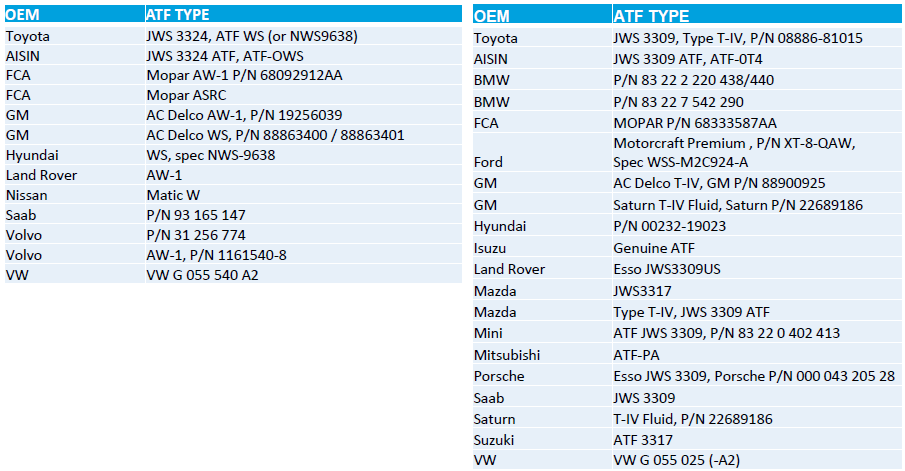 OEM ATF TYPE
Toyota JWS 3324, ATF WS (or NWS9638)
AISIN JWS 3324 ATF, ATF-OWS
FCA Mopar AW-1 P/N 68092912AA
FCA Mopar ASRC
GM AC Delco AW-1, P/N 19256039
GM AC Delco WS, P/N 88863400 / 88863401
Hyundai WS, spec NWS-9638
Land Rover AW-1
Nissan Matic W
Saab P/N 93 165 147
Volvo P/N 31 256 774
Volvo AW-1, P/N 1161540-8
VW VW G 055 540 A2
OEM ATF TYPE
Toyota JWS 3309, Type T-IV, P/N 08886-81015
AISIN JWS 3309 ATF, ATF-0T4
BMW P/N 83 22 2 220 438/440
BMW P/N 83 22 7 542 290
FCA MOPAR P/N 68333587AA
Motorcraft Premium , P/N XT-8-QAW,
Ford Spec WSS-M2C924-A
GM AC Delco T-IV, GM P/N 88900925
GM Saturn T-IV Fluid, Saturn P/N 22689186
Hyundai P/N 00232-19023
Isuzu Genuine ATF
Land Rover Esso JWS3309US
Mazda JWS3317
Mazda Type T-IV, JWS 3309 ATF
Mini ATF JWS 3309, P/N 83 22 0 402 413
Mitsubishi ATF-PA
Porsche Esso JWS 3309, Porsche P/N 000 043 205 28
Saab JWS 3309
Saturn T-IV Fluid, P/N 22689186
Suzuki ATF 3317
VW VW G 055 025 (-A2)